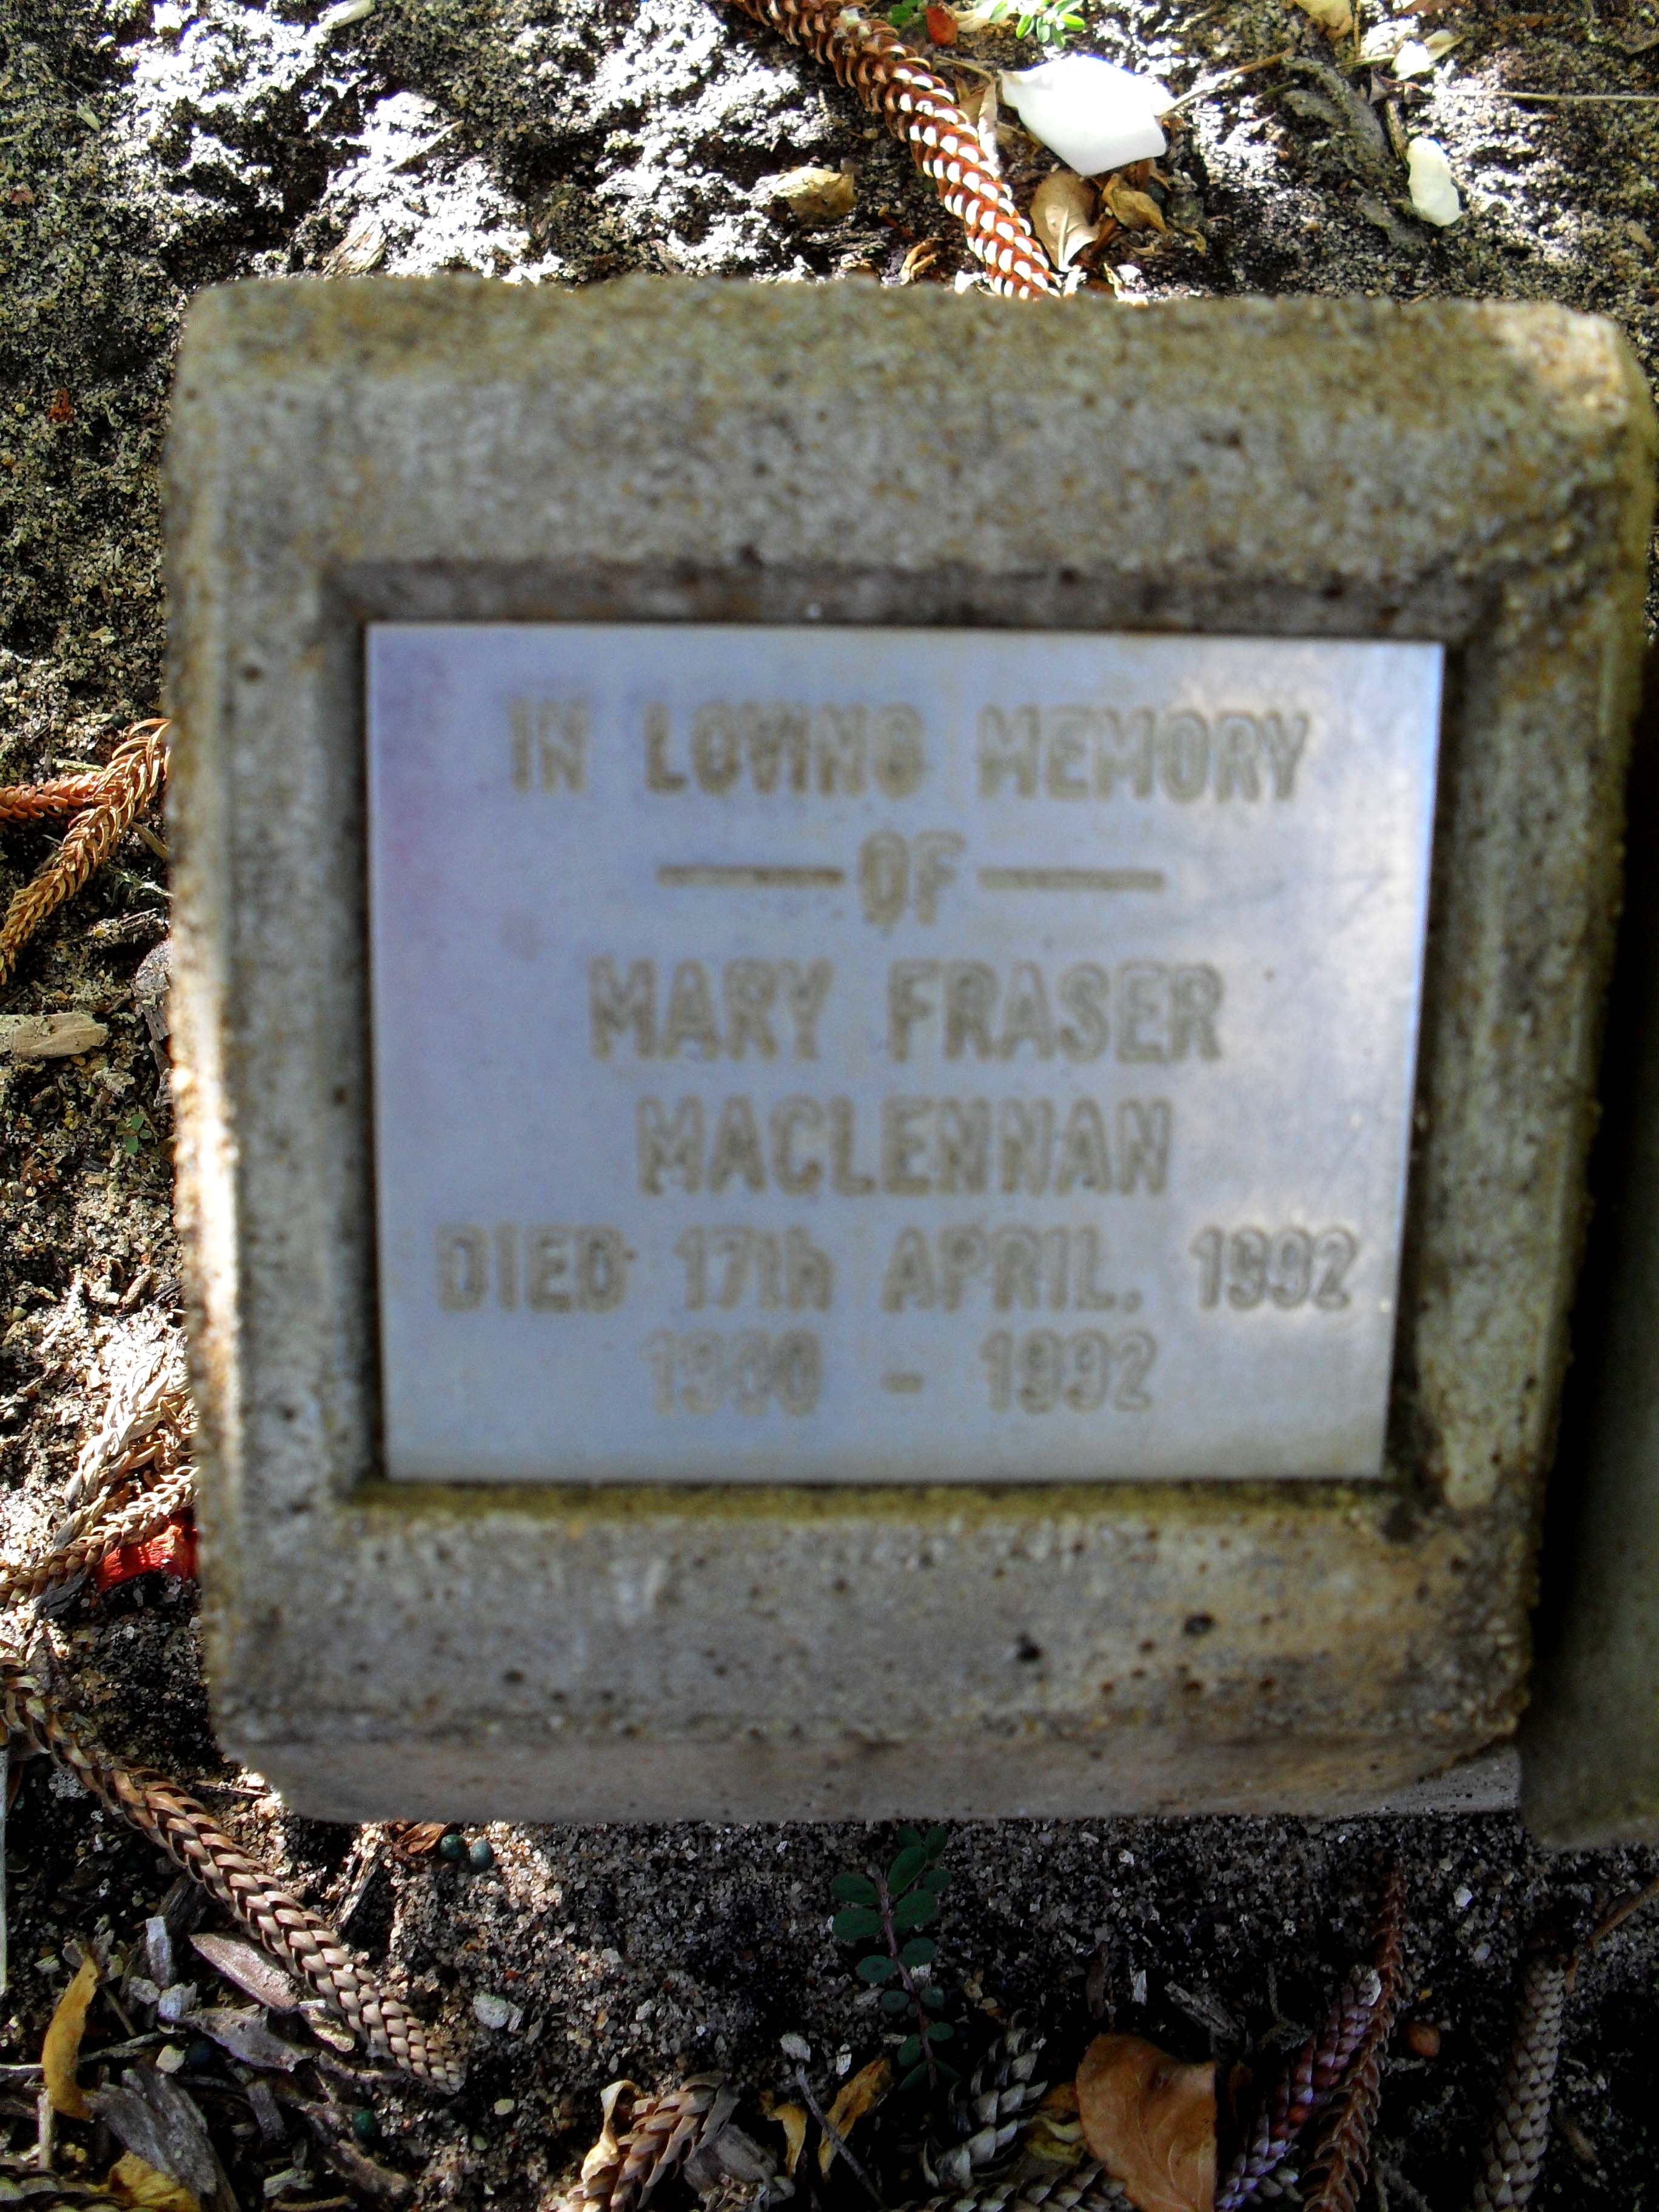 IN LOVING MEMORY
OF
MARY FRASER
MACLENNAN
DIED 17th APRIL, 1992
1900 - 1992